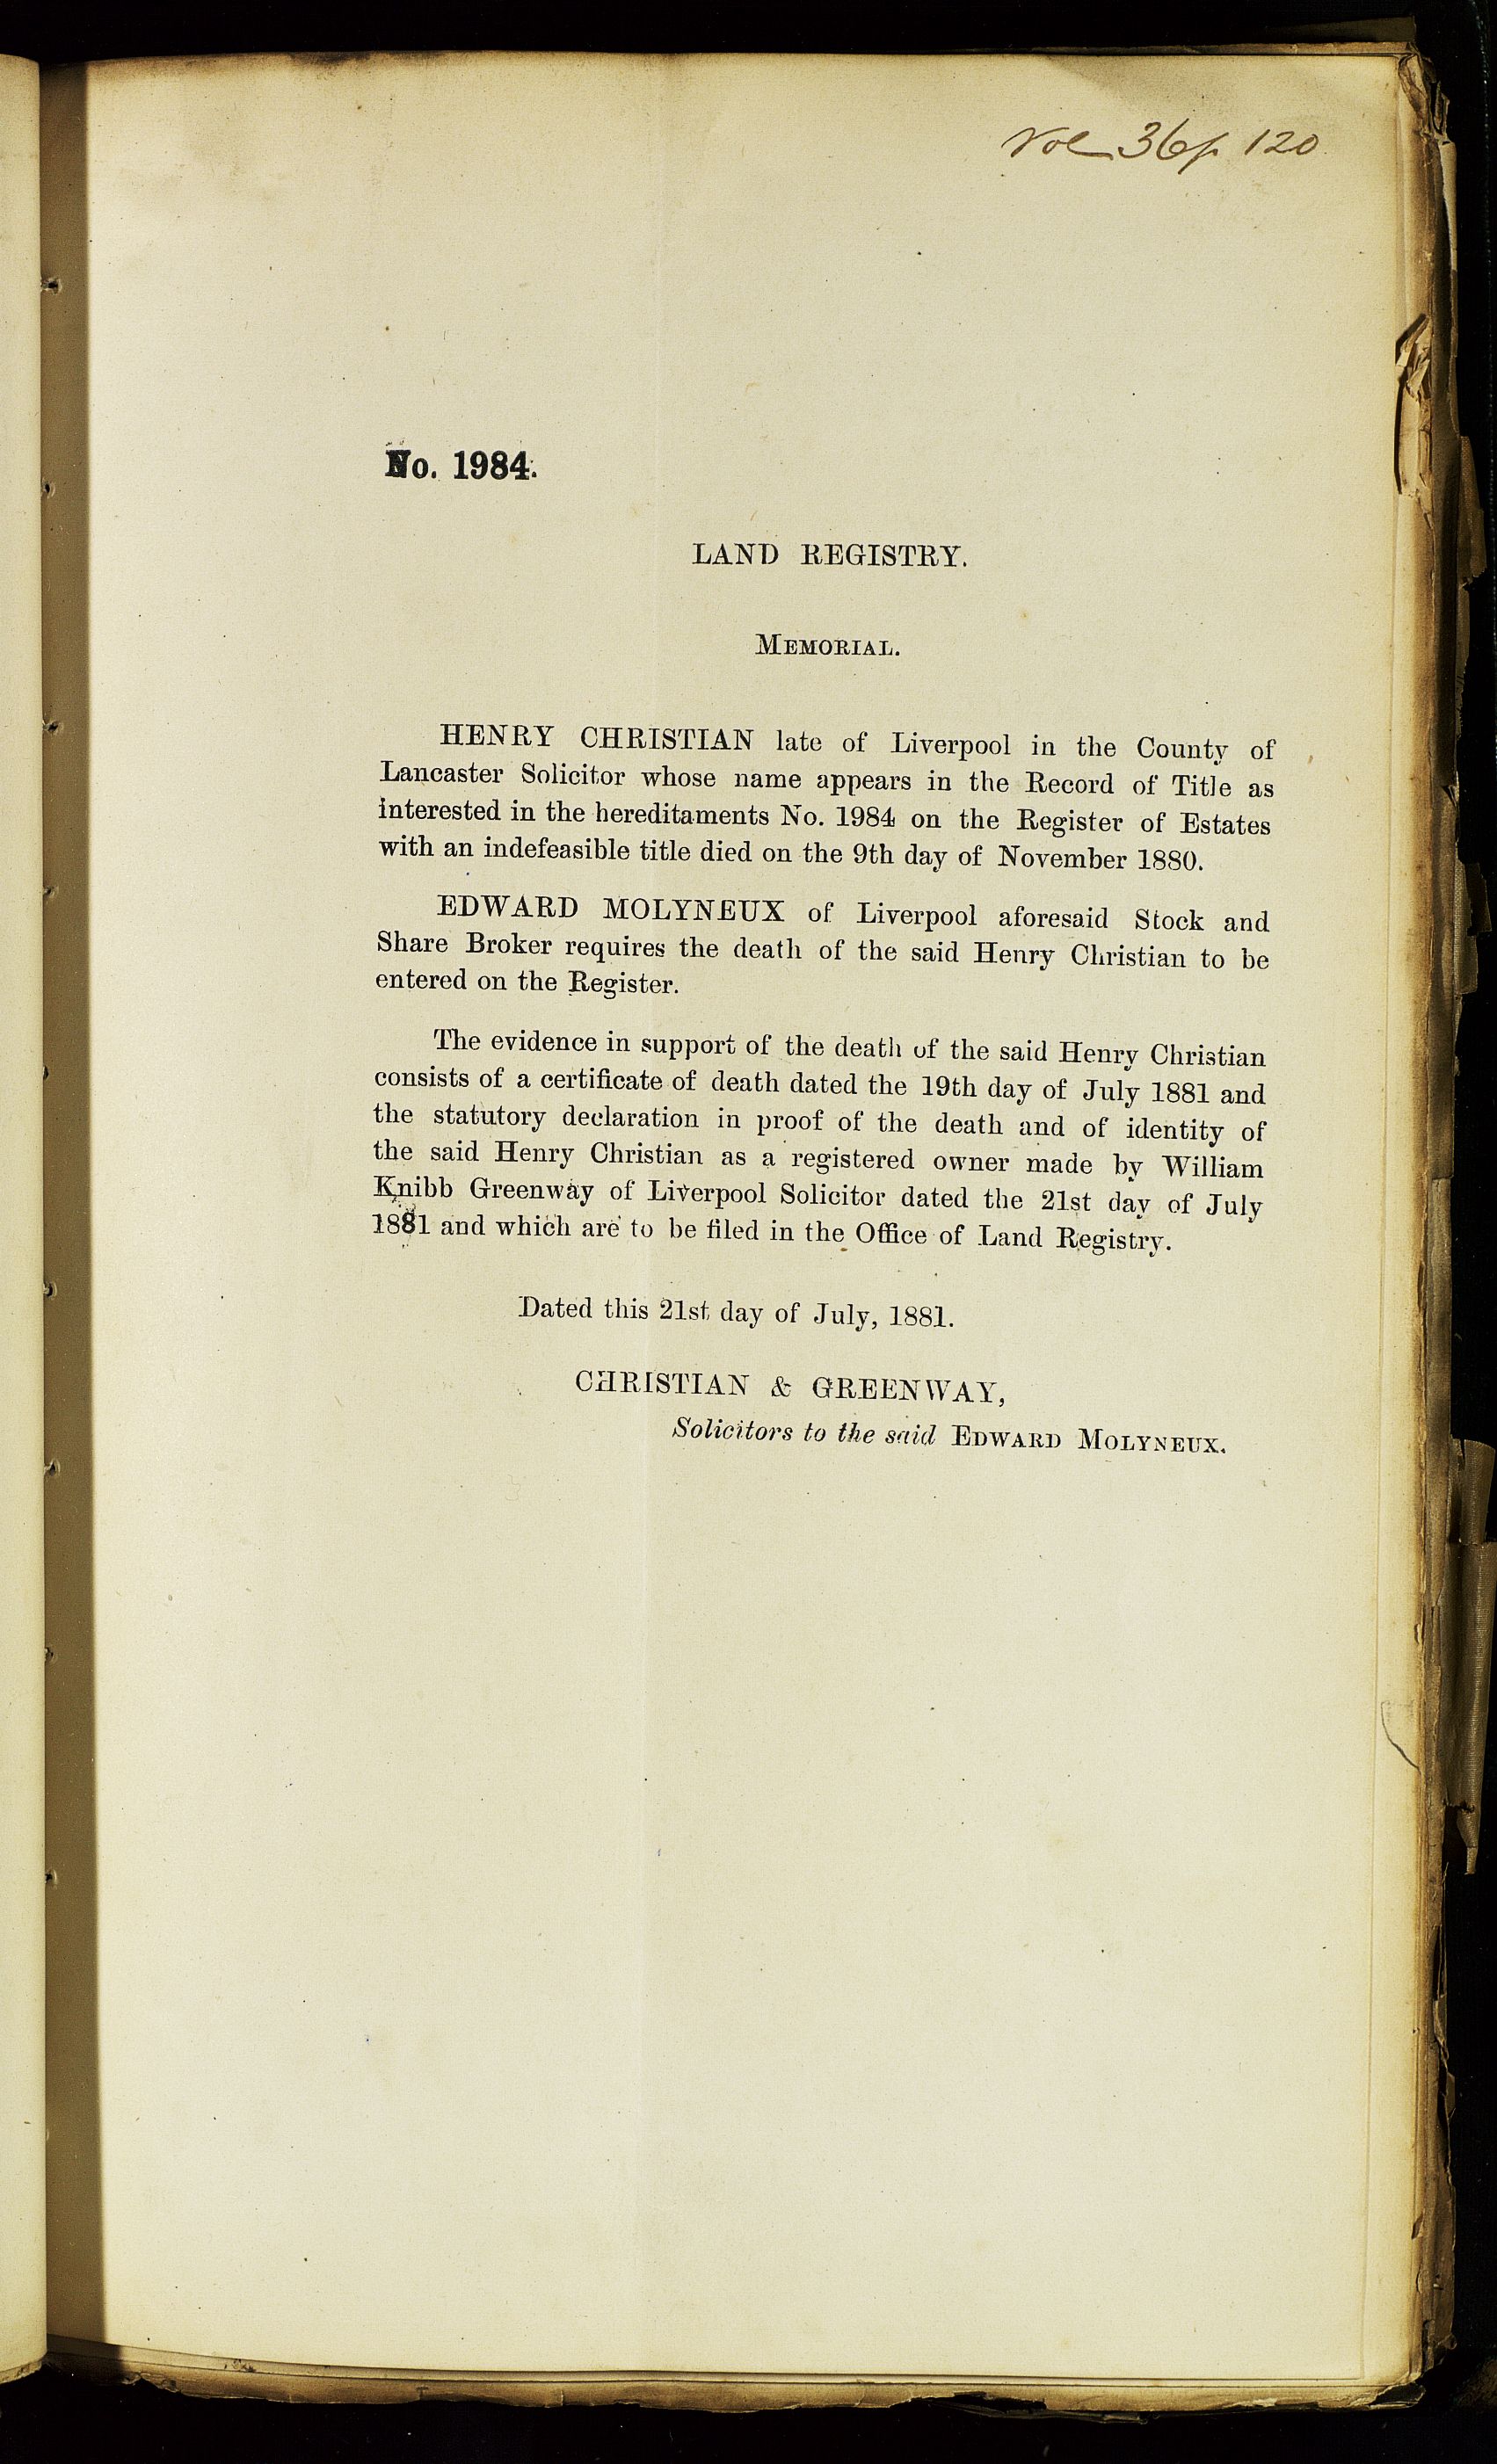 Vol 36 p 120
No. 1984.
LAND REGISTRY.
MEMORIAL.
HENRY CHRISTIAN late of Liverpool in the County of
Lancaster Solicitor whose name appears in the Record of Title as
interested in the hereditaments No. 1984 on the Register of Estates
with an indefeasible title died on the 9th day of November 1880.
EDWARD MOLYNEUX of Liverpool aforesaid Stock and
Share Broker requires the death of the said Henry Christian to be
entered on the Register.
The evidence in support of the death of the said Henry Christian
consists of a certificate of death dated the 19th day of July 1881 and
the statutory declaration in proof of the death and of identity of
the said Henry Christian as a registered owner made by William
Knibb Greenway of Liverpool Solicitor dated the 21st day of July
1881 and which are to be filed in the Office of Land Registry.
Dated this 21st day of July, 1881.
CHRISTIAN & GREENWAY,
Solicitors to the said EDWARD MOLYNEUX.